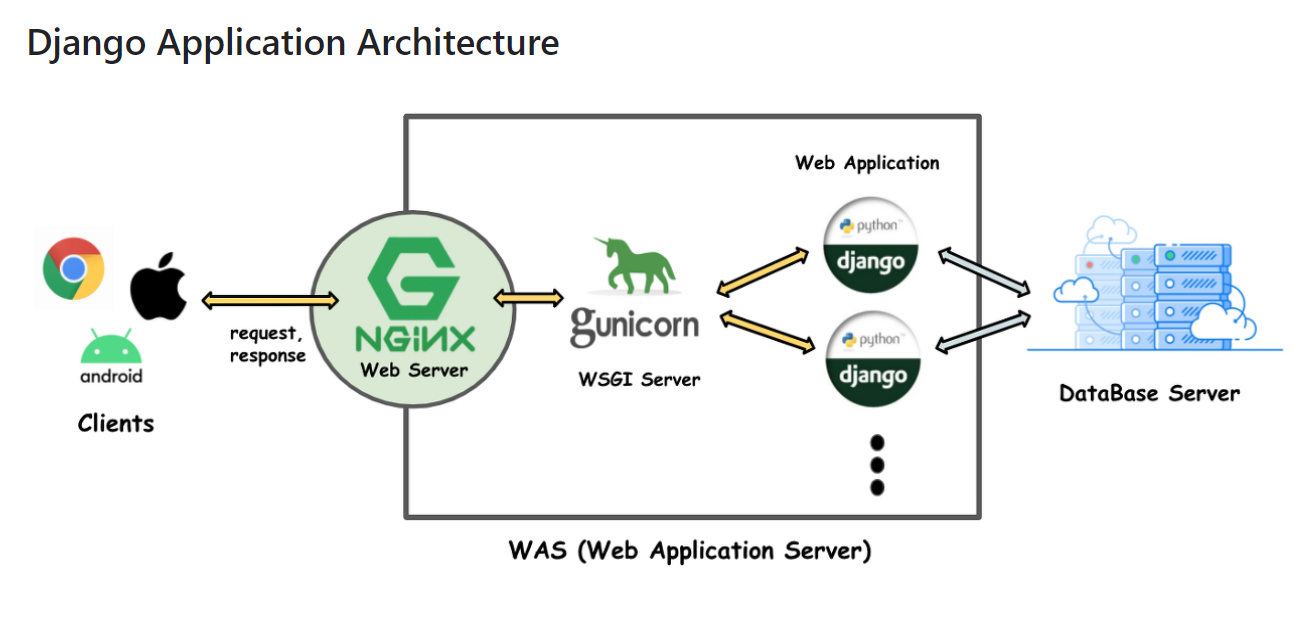 Django Application Architecture
Web Application
python™
django
NGiNX
Web Server
request,
response
android
Clients
gunicorn
WSGI Server
python™
django
DataBase Server
WAS (Web Application Server)